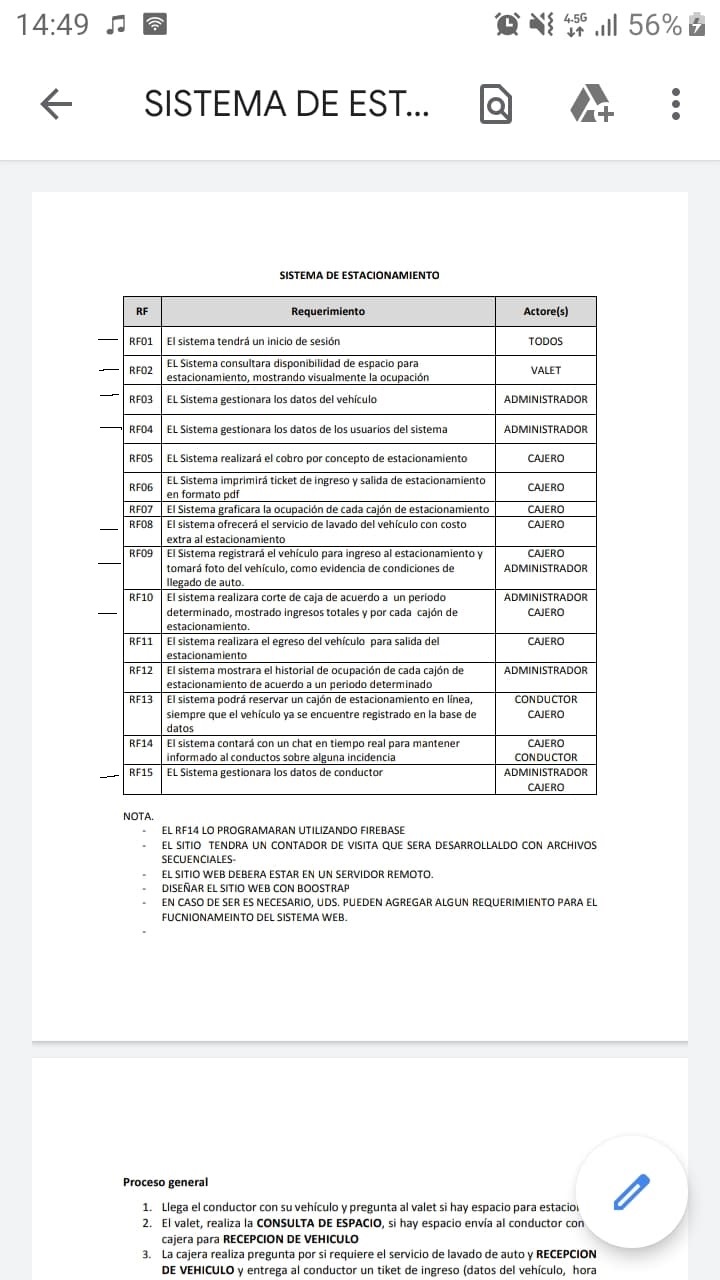 14:49 4.5G 56%
SISTEMA DE EST...
SISTEMA DE ESTACIONAMIENTO
RF Requerimiento Actore(s)
RF01 El sistema tendrá un inicio de sesión TODOS
RF02 EL Sistema consultara disponibilidad de espacio para estacionamiento, mostrando visualmente la ocupación VALET
RF03 EL Sistema gestionara los datos del vehículo ADMINISTRADOR
RF04 EL Sistema gestionara los datos de los usuarios del sistema ADMINISTRADOR
RF05 EL Sistema realizará el cobro por concepto de estacionamiento CAJERO
RF06 EL Sistema imprimirá ticket de ingreso y salida de estacionamiento en formato pdf CAJERO
RF07 El Sistema graficara la ocupación de cada cajón de estacionamiento CAJERO
RF08 El sistema ofrecerá el servicio de lavado del vehículo con costo extra al estacionamiento CAJERO
RF09 El Sistema registrará el vehículo para ingreso al estacionamiento y tomará foto del vehículo, como evidencia de condiciones de llegado de auto. CAJERO ADMINISTRADOR
RF10 El sistema realizara corte de caja de acuerdo a un periodo determinado, mostrado ingresos totales y por cada cajón de estacionamiento. ADMINISTRADOR CAJERO
RF11 El sistema realizara el egreso del vehículo para salida del estacionamiento CAJERO
RF12 El sistema mostrara el historial de ocupación de cada cajón de estacionamiento de acuerdo a un periodo determinado ADMINISTRADOR
RF13 El sistema podrá reservar un cajón de estacionamiento en línea, siempre que el vehículo ya se encuentre registrado en la base de datos CONDUCTOR CAJERO
RF14 El sistema contará con un chat en tiempo real para mantener informado al conductos sobre alguna incidencia CAJERO CONDUCTOR
RF15 EL Sistema gestionara los datos de conductor ADMINISTRADOR CAJERO
NOTA.
- EL RF14 LO PROGRAMARAN UTILIZANDO FIREBASE
- EL SITIO TENDRA UN CONTADOR DE VISITA QUE SERA DESARROLLALDO CON ARCHIVOS
SECUENCIALES-
- EL SITIO WEB DEBERA ESTAR EN UN SERVIDOR REMOTO.
- DISEÑAR EL SITIO WEB CON BOOSTRAP
- EN CASO DE SER ES NECESARIO, UDS. PUEDEN AGREGAR ALGUN REQUERIMIENTO PARA EL
FUCNIONAMEINTO DEL SISTEMA WEB.
-
Proceso general
1. Llega el conductor con su vehículo y pregunta al valet si hay espacio para
2. El valet, realiza la CONSULTA DE ESPACIO, si hay espacio envía al conductor con
cajera para RECEPCION DE VEHICULO
3. La cajera realiza pregunta por si requiere el servicio de lavado de auto y RECEPCION
DE VEHICULO y entrega al conductor un tiket de ingreso (datos del vehículo, hora